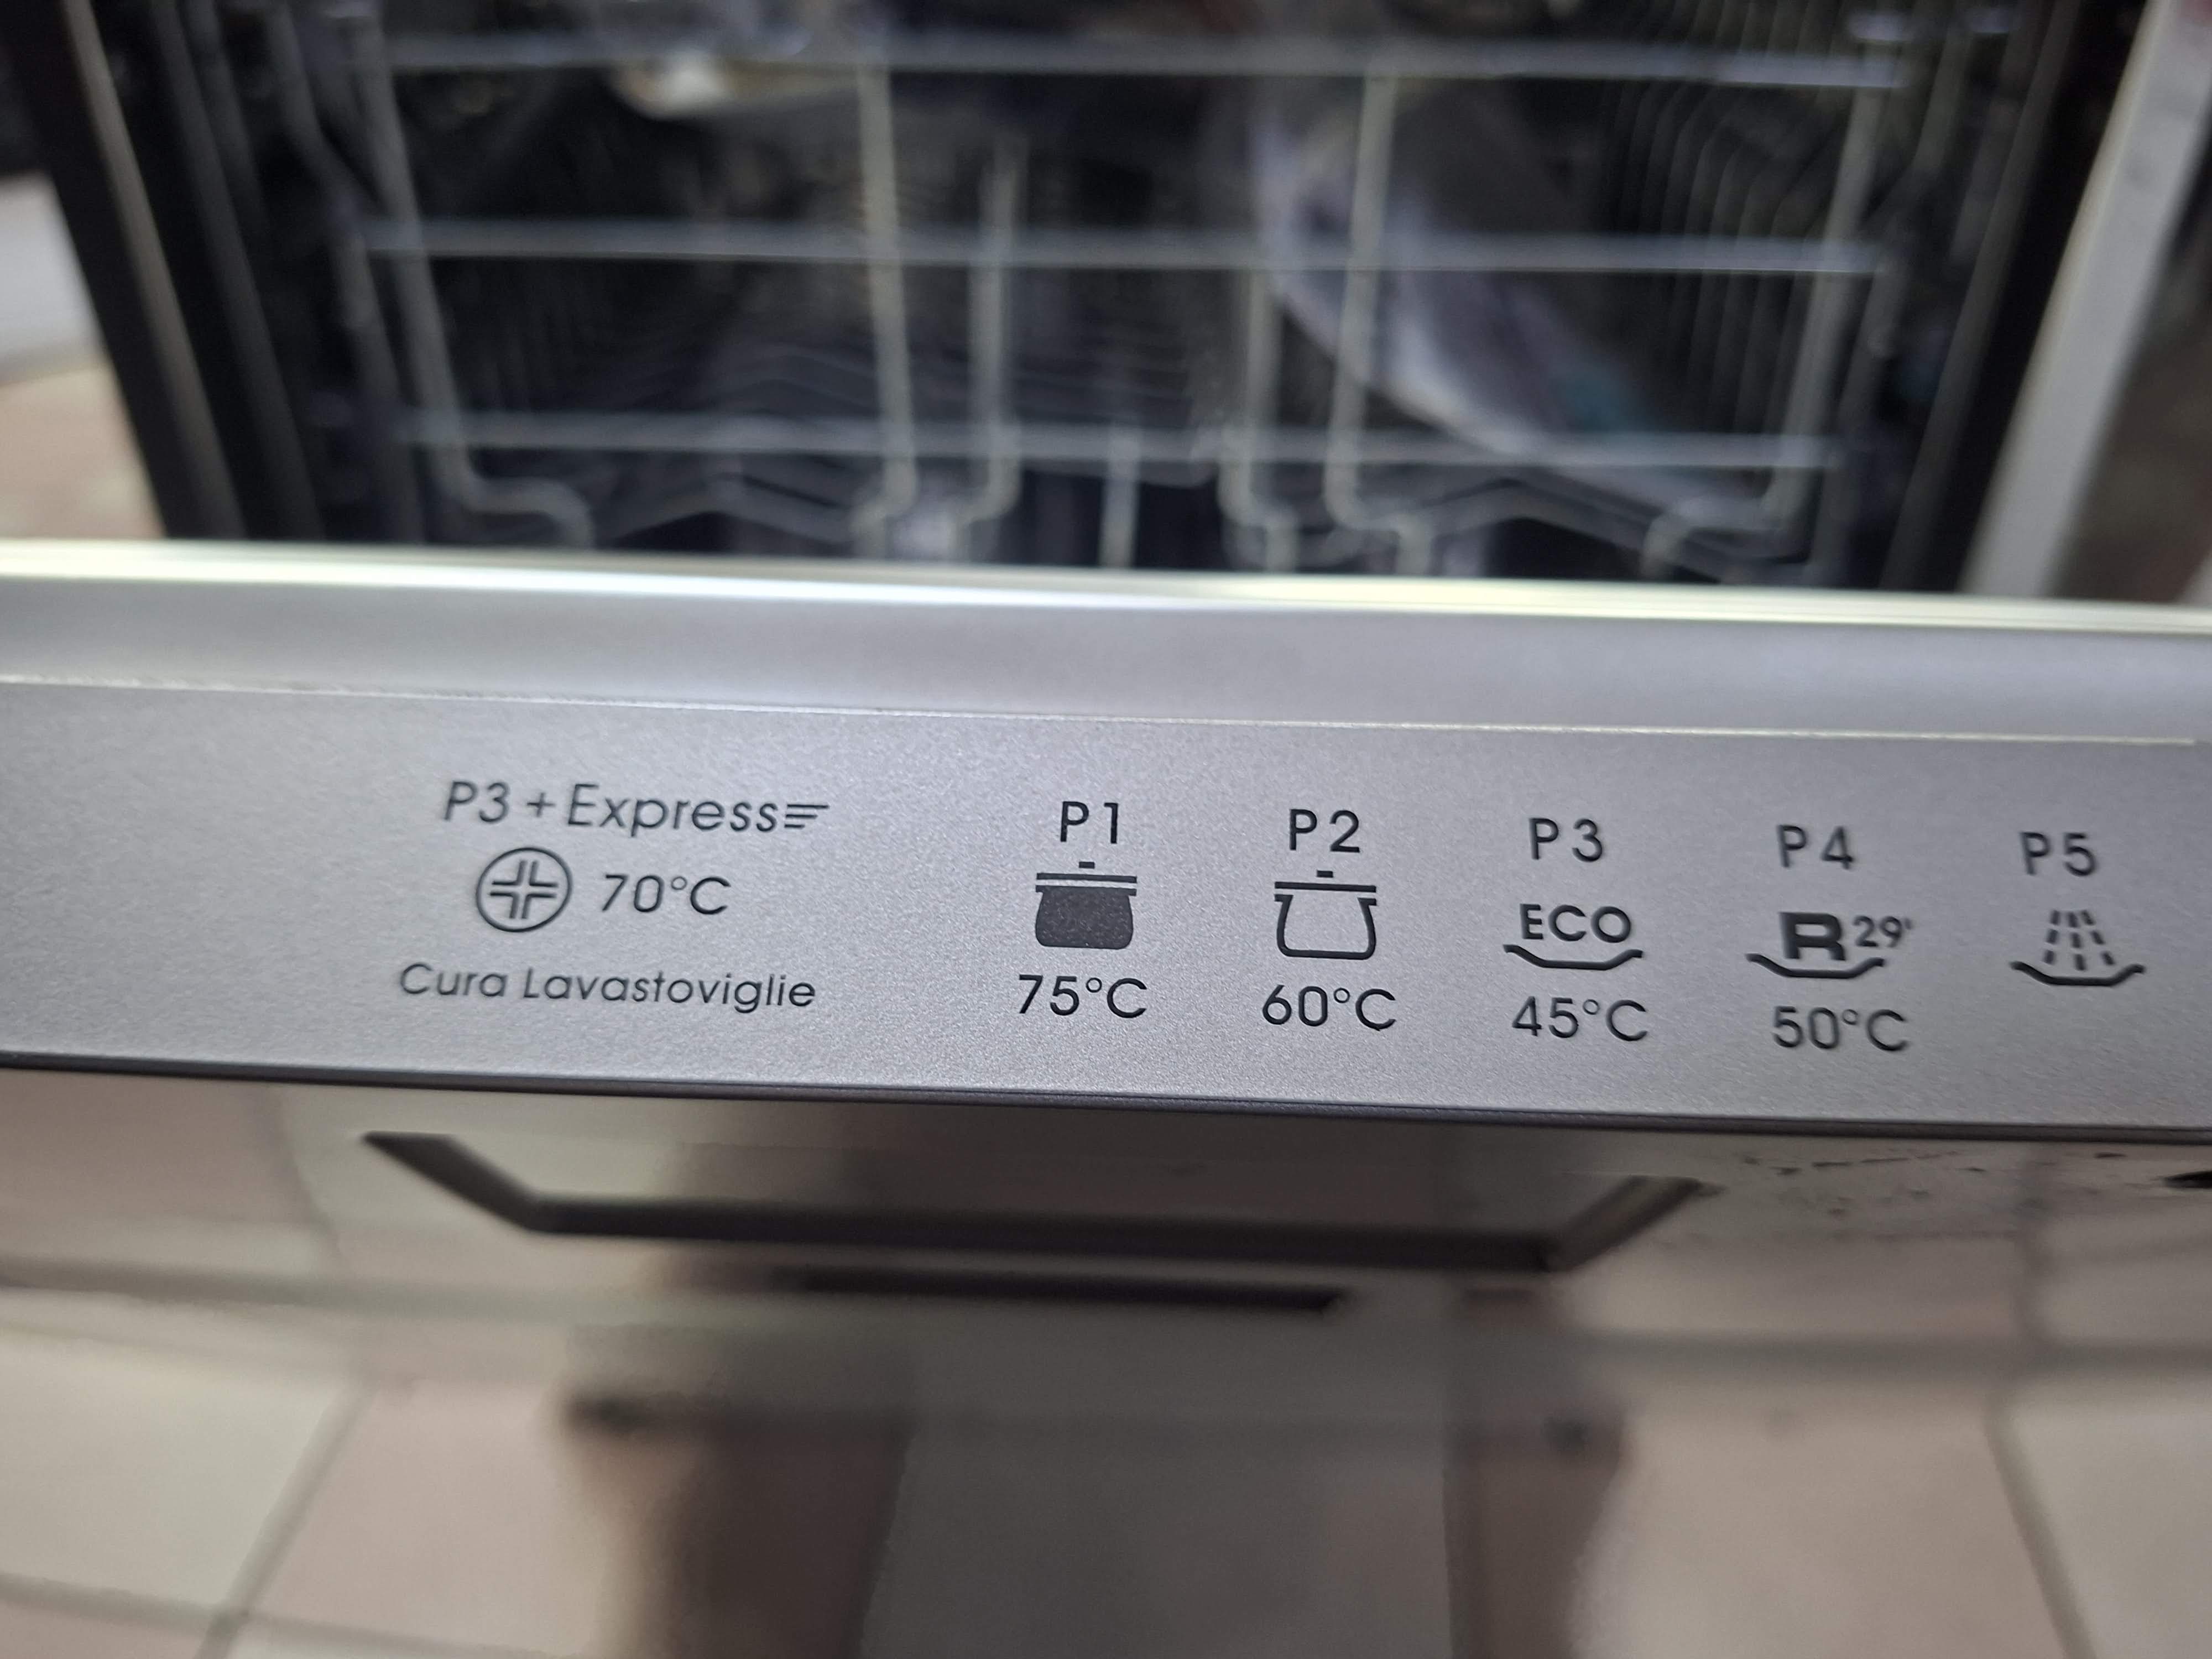 P3+Express
70°C
Cura Lavastoviglie
P1
75°C
P2
60°C
P3
ECO
45°C
P4
R 29'
50°C
P5